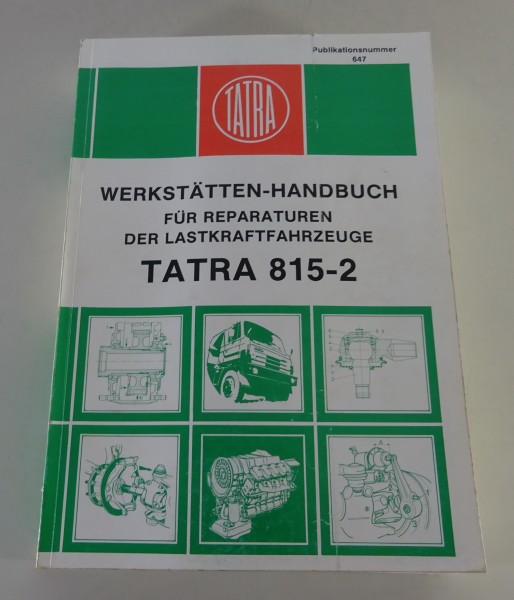 Publikationsnummer
647
TATRA
WERKSTÄTTEN-HANDBUCH
FÜR REPARATUREN
DER LASTKRAFTFAHRZEUGE
TATRA 815-2